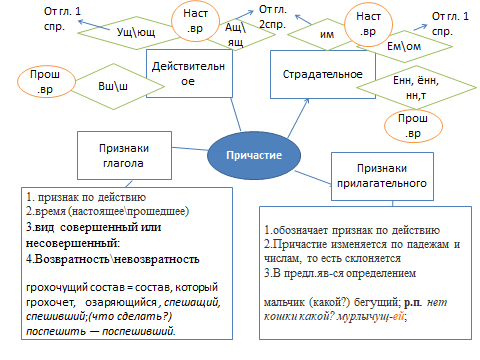 От гл. 1
спр.
Ущ\ющ
Наст
.вр
Ащ\
ящ
От гл.
2спр.
им
Наст
.вр
От гл. 1
спр.
Ем\ом
Прош
.вр
Вш\ш
Действительн
ое
Страдательное
Енн, ённ,
нн,т
Прош
.вр
Признаки
глагола
Причастие
Признаки
прилагательного
1. признак по действию
2.время (настоящее\прошедшее)
3.вид совершенный или
несовершенный:
4.Возвратность\невозвратность
грохочущий состав = состав, который
грохочет, озаряющийся, спешащий,
спешивший;(что сделать?)
поспешить — поспешивший.
1.обозначает признак по действию
2.Причастие изменяется по падежам и
числам, то есть склоняется
3.В предл.яв-ся определением
мальчик (какой?) бегущий; р.п. нет
кошки какой? мурлычущ-ей;